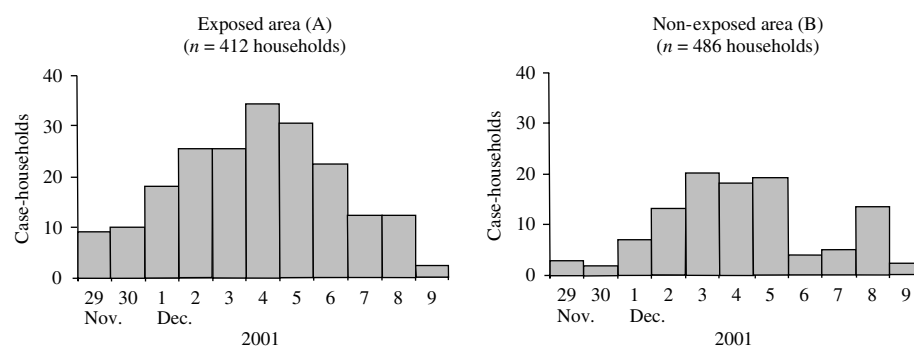 Exposed area (A)
(n = 412 households)
Case-households
40
30
20
10
0
29 30 1 2 3 4 5 6 7 8 9
Nov. Dec.
2001
Non-exposed area (B)
(n = 486 households)
Case-households
40
30
20
10
0
29 30 1 2 3 4 5 6 7 8 9
Nov. Dec.
2001